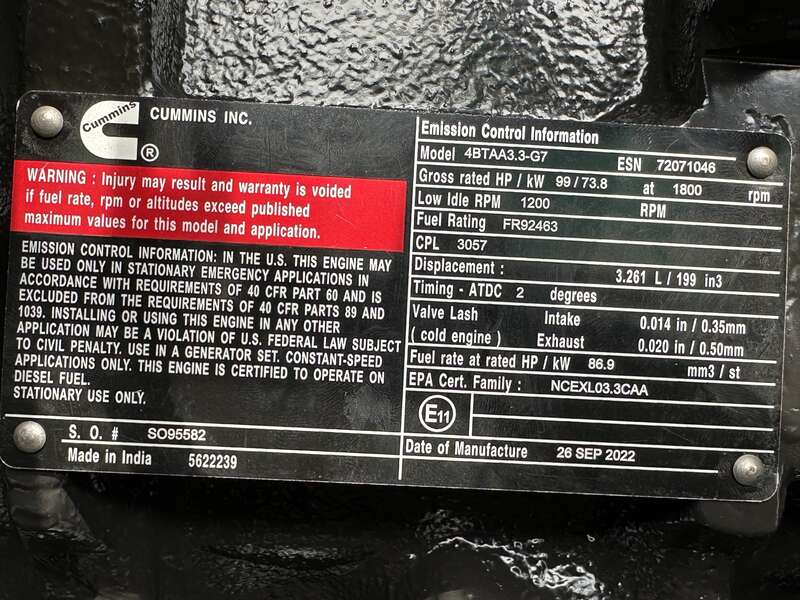 Cummins
®
CUMMINS INC.
WARNING : Injury may result and warranty is voided
if fuel rate, rpm or altitudes exceed published
maximum values for this model and application.
EMISSION CONTROL INFORMATION: IN THE U.S. THIS ENGINE MAY
BE USED ONLY IN STATIONARY EMERGENCY APPLICATIONS IN
ACCORDANCE WITH REQUIREMENTS OF 40 CFR PART 60 AND IS
EXCLUDED FROM THE REQUIREMENTS OF 40 CFR PARTS 89 AND
1039. INSTALLING OR USING THIS ENGINE IN ANY OTHER
APPLICATION MAY BE A VIOLATION OF U.S. FEDERAL LAW SUBJECT
TO CIVIL PENALTY. USE IN A GENERATOR SET. CONSTANT-SPEED
APPLICATIONS ONLY. THIS ENGINE IS CERTIFIED TO OPERATE ON
DIESEL FUEL.
STATIONARY USE ONLY.
S. O. # SO95582
Made in India 5622239
Emission Control Information
Model 4BTAA3.3-G7 ESN 72071046
Gross rated HP / kW 99/73.8 at 1800 rpm
Low Idle RPM 1200 RPM
Fuel Rating FR92463
CPL 3057
Displacement : 3.261 L / 199 in3
Timing - ATDC 2 degrees
Valve Lash Intake 0.014 in / 0.35mm
( cold engine ) Exhaust 0.020 in / 0.50mm
Fuel rate at rated HP / kW 86.9 mm3 / st
EPA Cert. Family : NCEXL03.3CAA
E11
Date of Manufacture 26 SEP 2022